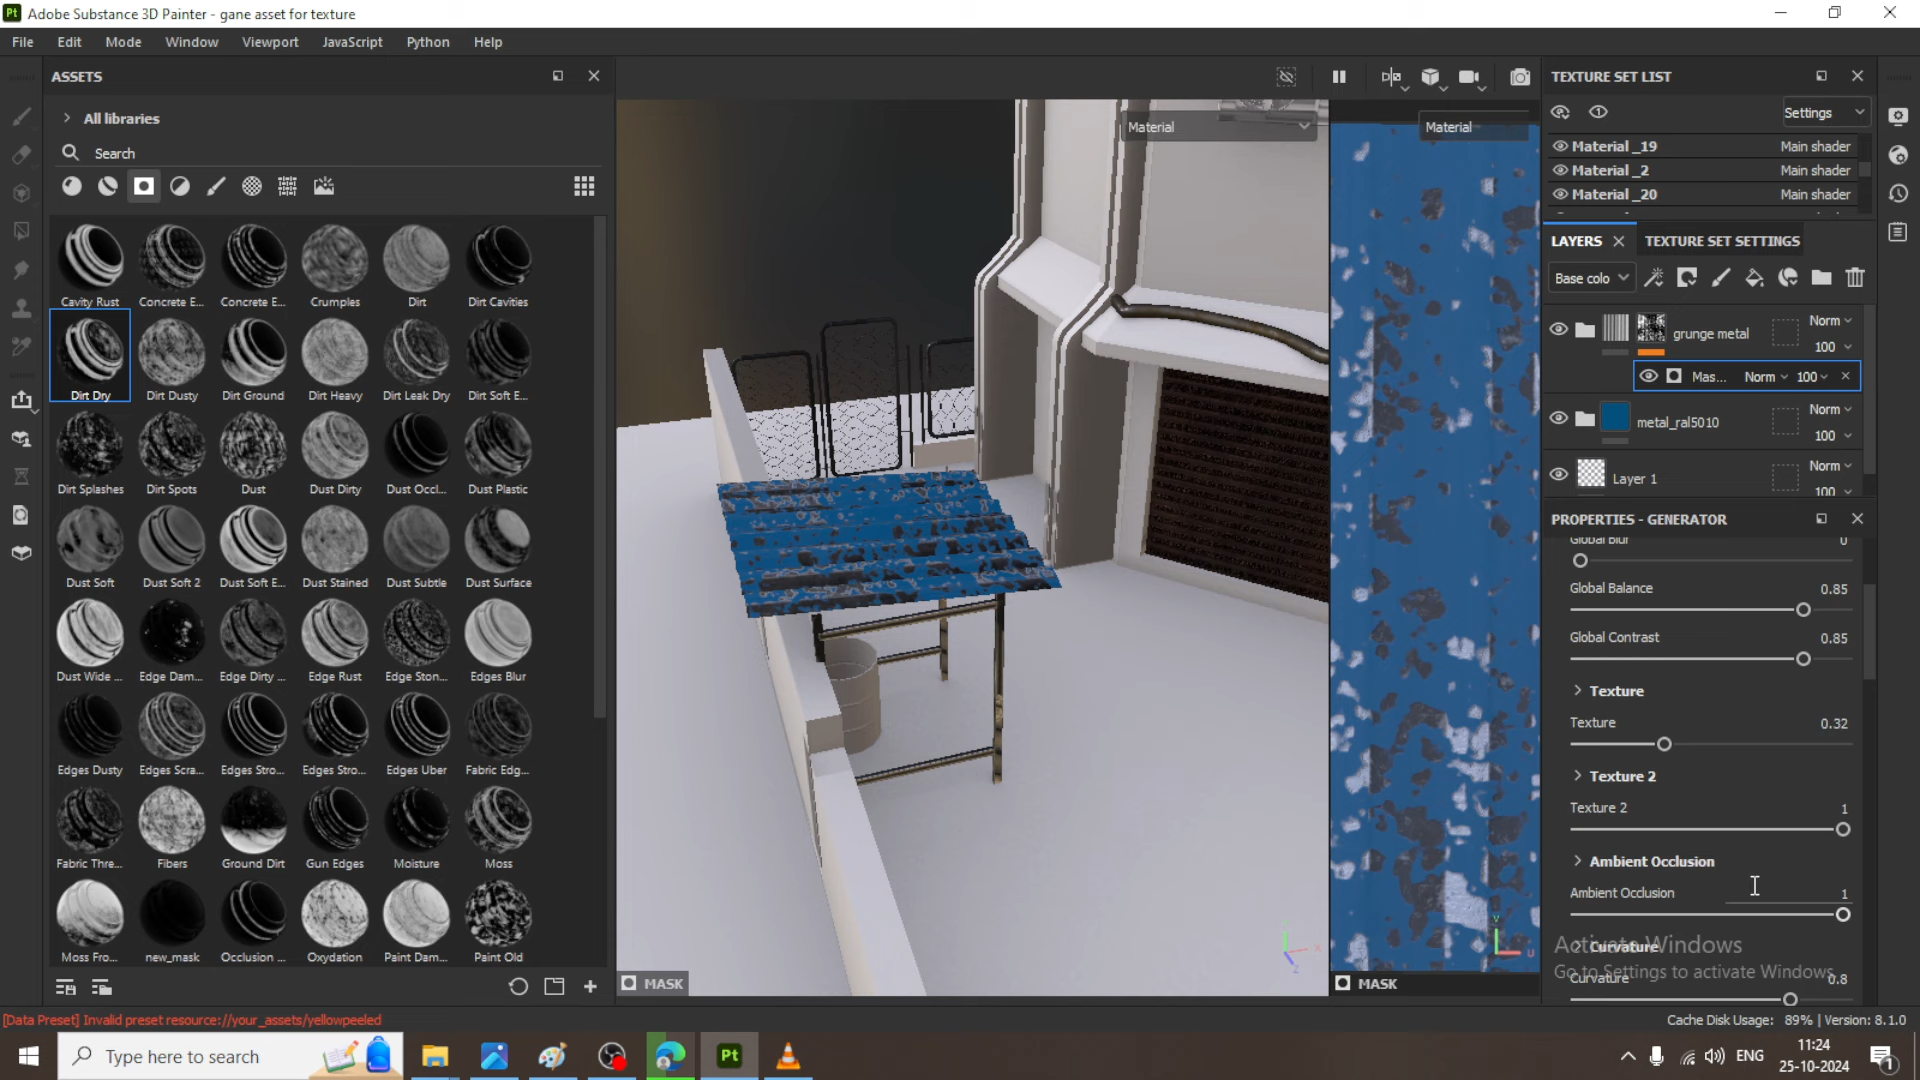 Adobe Substance 3D Painter - gane asset for texture
File Edit Mode Window Viewport JavaScript Python Help
ASSETS
All libraries
Search
Cavity Rust Concrete E... Concrete E... Crumples Dirt Dirt Cavities
Dirt Dry Dirt Dusty Dirt Ground Dirt Heavy Dirt Leak Dry Dirt Soft E...
Dirt Splashes Dirt Spots Dust Dust Dirty Dust Occl... Dust Plastic
Dust Soft Dust Soft 2 Dust Soft E... Dust Stained Dust Subtle Dust Surface
Dust Wide ... Edge Dam... Edge Dirty ... Edge Rust Edge Ston... Edges Blur
Edges Dusty Edges Scra... Edges Stro... Edges Stro... Edges Uber Fabric Edg...
Fabric Thre... Fibers Ground Dirt Gun Edges Moisture Moss
Moss Fro... new_mask Occlusion ... Oxydation Paint Dam... Paint Old
Material
Material
MASK
MASK
TEXTURE SET LIST
Settings
Material _19 Main shader
Material _2 Main shader
Material _20 Main shader
LAYERS TEXTURE SET SETTINGS
Base colo
grunge metal Norm
100
Mas... Norm 100
metal_ral5010 Norm
100
Layer 1 Norm
100
PROPERTIES - GENERATOR
Global Blur 0
Global Balance 0.85
Global Contrast 0.85
Texture
Texture 0.32
Texture 2
Texture 2 1
Ambient Occlusion
Ambient Occlusion 1
Curvature
Curvature 0.8
Activate Windows
Go to Settings to activate Windows.
[Data Preset] Invalid preset resource://your_assets/yellowpeeled
Cache Disk Usage: 89% | Version: 8.1.0
Type here to search
ENG
11:24
25-10-2024
1